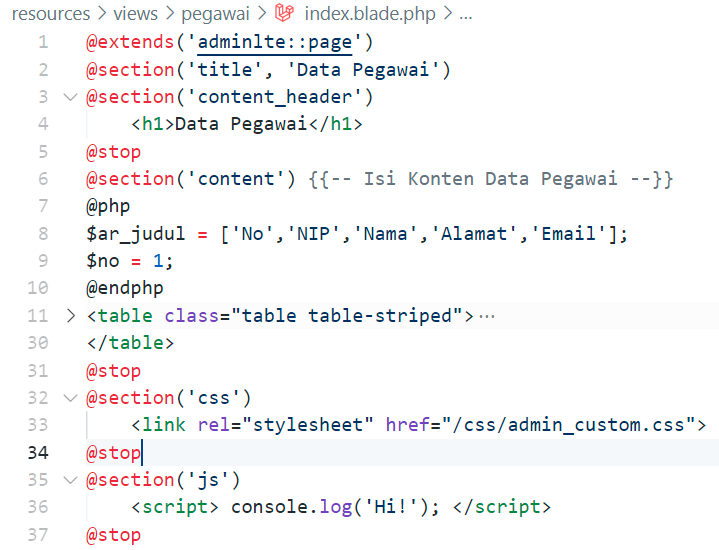 resources > views > pegawai > index.blade.php > ...
1 @extends('adminlte::page')
2 @section('title', 'Data Pegawai')
3 @section('content_header')
4     <h1>Data Pegawai</h1>
5 @stop
6 @section('content') {{-- Isi Konten Data Pegawai --}}
7 @php
8 $ar_judul = ['No','NIP','Nama','Alamat','Email'];
9 $no = 1;
10 @endphp
11 <table class="table table-striped">...
30 </table>
31 @stop
32 @section('css')
33     <link rel="stylesheet" href="/css/admin_custom.css">
34 @stop
35 @section('js')
36     <script> console.log('Hi!'); </script>
37 @stop